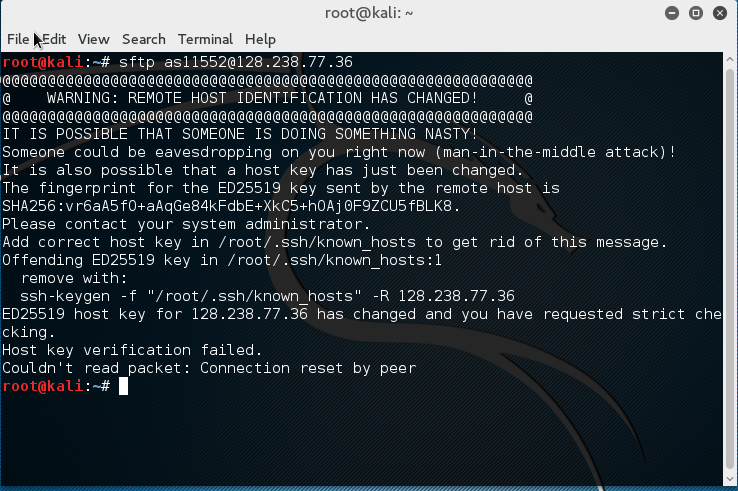 root@kali: ~
File Edit View Search Terminal Help
root@kali:~# sftp as11552@128.238.77.36
@@@@@@@@@@@@@@@@@@@@@@@@@@@@@@@@@@@@@@@@@@@@@@@@@@@@@@@@@@@
@    WARNING: REMOTE HOST IDENTIFICATION HAS CHANGED!     @
@@@@@@@@@@@@@@@@@@@@@@@@@@@@@@@@@@@@@@@@@@@@@@@@@@@@@@@@@@@
IT IS POSSIBLE THAT SOMEONE IS DOING SOMETHING NASTY!
Someone could be eavesdropping on you right now (man-in-the-middle attack)!
It is also possible that a host key has just been changed.
The fingerprint for the ED25519 key sent by the remote host is
SHA256:vr6aA5fO+aAqGe84kFdbE+XkC5+hOAj0F9ZCU5fBLK8.
Please contact your system administrator.
Add correct host key in /root/.ssh/known_hosts to get rid of this message.
Offending ED25519 key in /root/.ssh/known_hosts:1
  remove with:
  ssh-keygen -f "/root/.ssh/known_hosts" -R 128.238.77.36
ED25519 host key for 128.238.77.36 has changed and you have requested strict che
cking.
Host key verification failed.
Couldn't read packet: Connection reset by peer
root@kali:~#